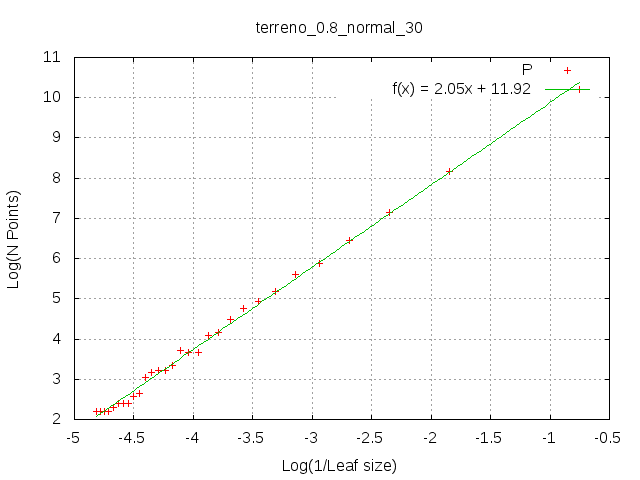 terreno_0.8_normal_30
11
10
9
8
7
6
5
4
3
2
P
f(x) = 2.05x + 11.92
Log(N Points)
-5 -4.5 -4 -3.5 -3 -2.5 -2 -1.5 -1 -0.5
Log(1/Leaf size)